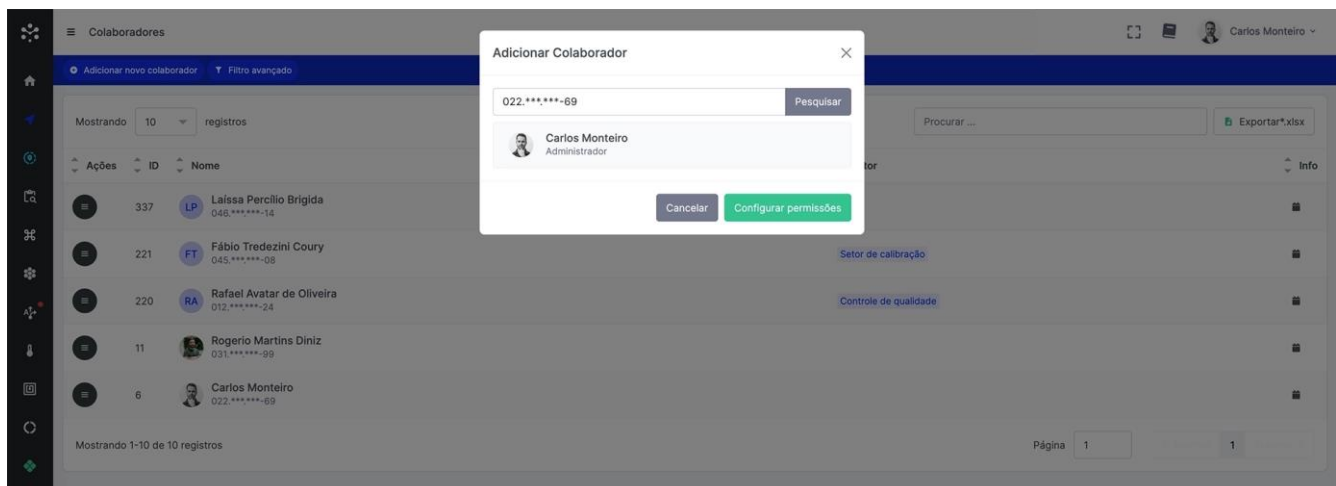 Colaboradores
Carlos Monteiro
Adicionar novo colaborador
Filtro avançado
Adicionar Colaborador
022.***.***-69
Pesquisar
Carlos Monteiro
Administrador
Cancelar
Configurar permissões
Mostrando 10 registros
Procurar ...
Exportar*.xlsx
Ações ID Nome tor Info
337 LP Laíssa Percílio Brigida
046.***.***-14
221 FT Fábio Tredezini Coury Setor de calibração
045.***.***-08
220 RA Rafael Avatar de Oliveira Controle de qualidade
012.***.***-24
11 Rogerio Martins Diniz
031.***.***-99
6 Carlos Monteiro
022.***.***-69
Mostrando 1-10 de 10 registros
Página 1
1